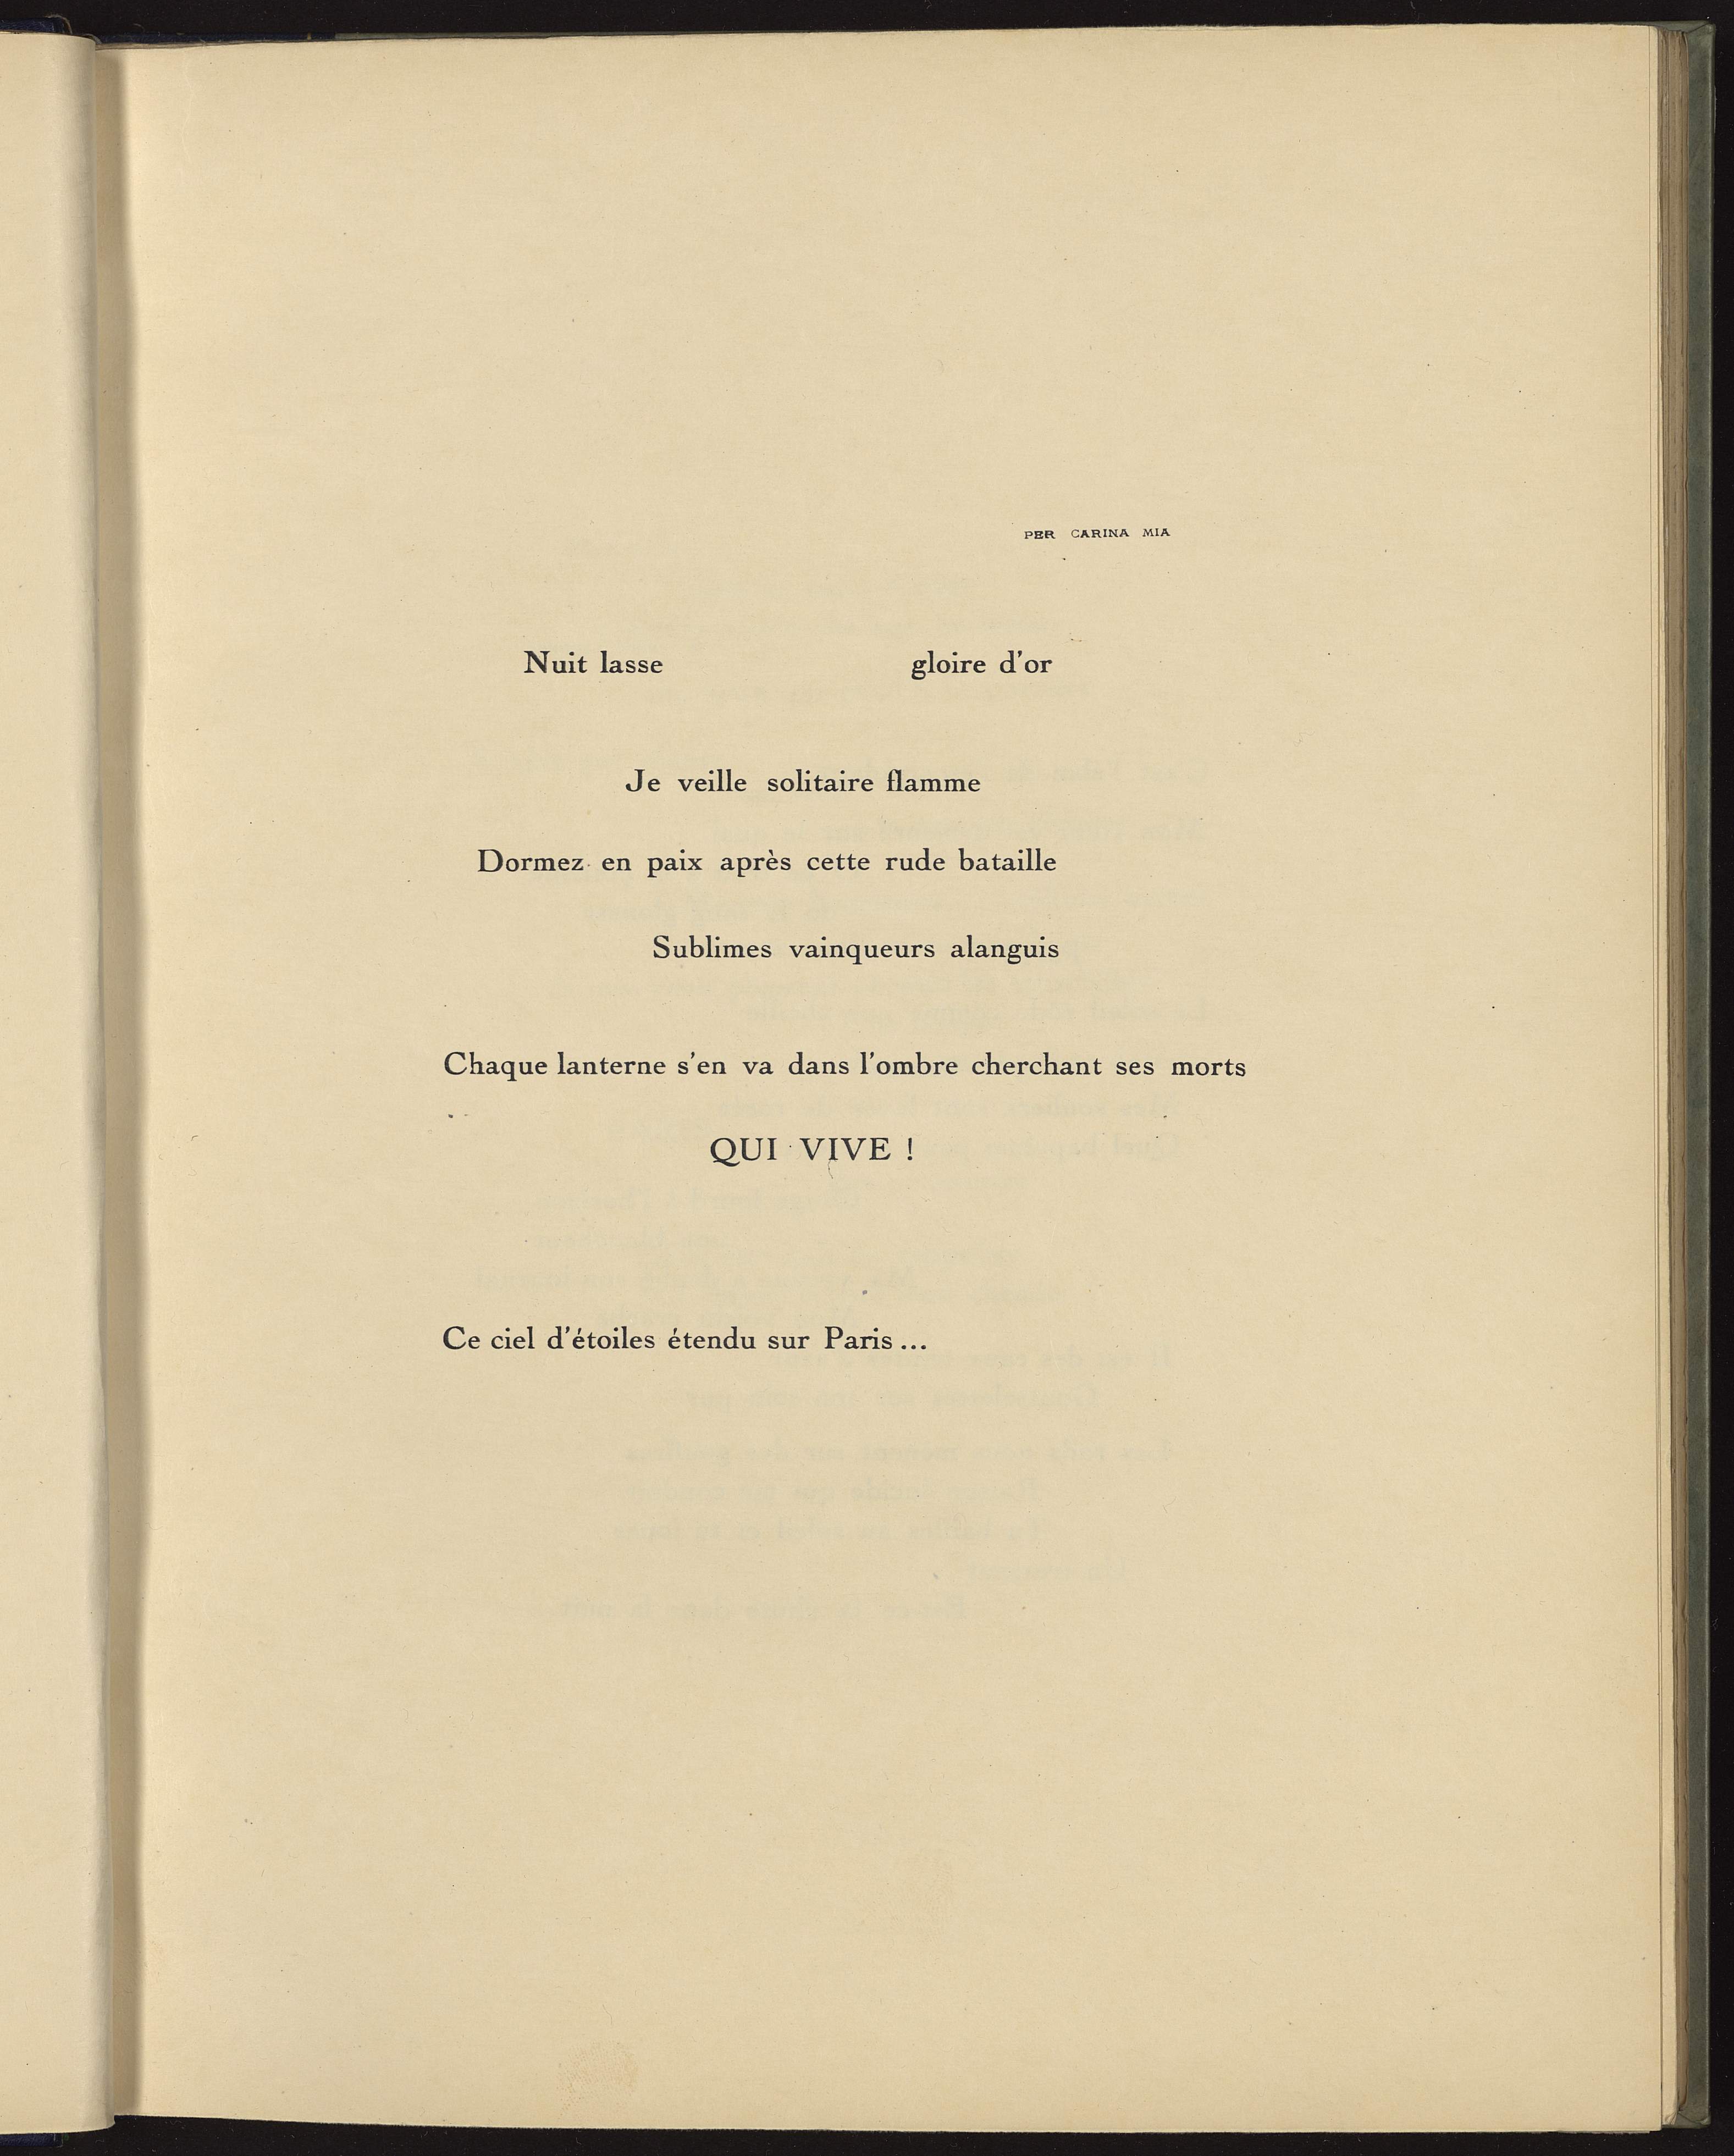 PER CARINA MIA
Nuit lasse gloire d'or
Je veille solitaire flamme
Dormez en paix après cette rude bataille
Sublimes vainqueurs alanguis
Chaque lanterne s'en va dans l'ombre cherchant ses morts
QUI VIVE !
Ce ciel d'étoiles étendu sur Paris...